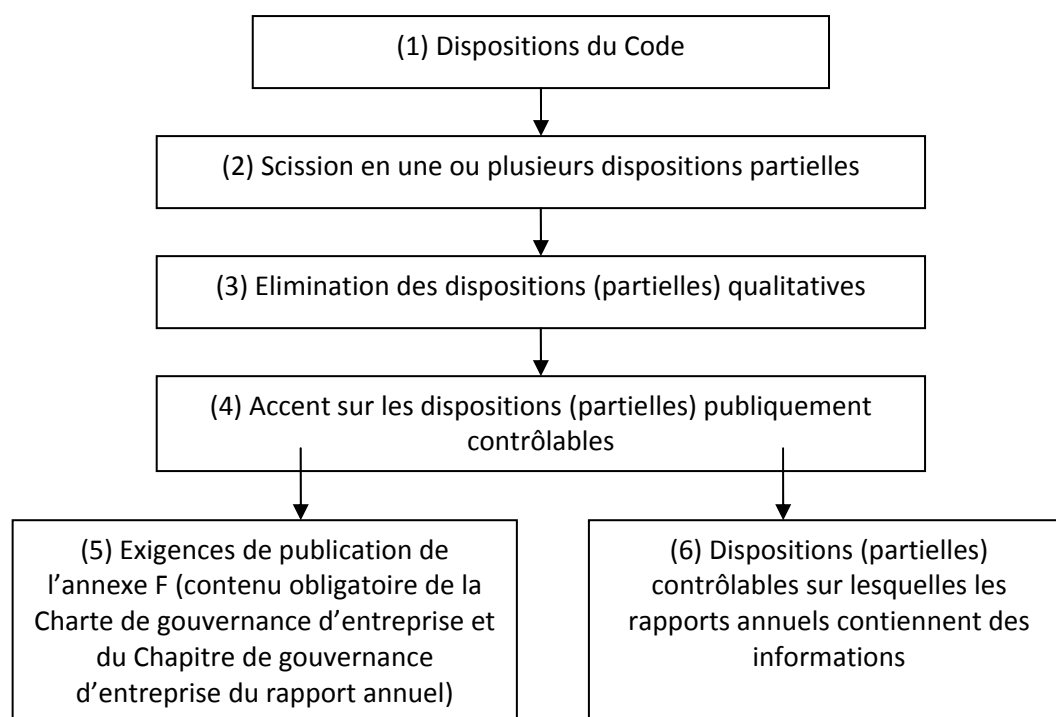 (1) Dispositions du Code
(2) Scission en une ou plusieurs dispositions partielles
(3) Elimination des dispositions (partielles) qualitatives
(4) Accent sur les dispositions (partielles) publiquement
contrôlables
(5) Exigences de publication de
l’annexe F (contenu obligatoire de la
Charte de gouvernance d’entreprise et
du Chapitre de gouvernance
d’entreprise du rapport annuel)
(6) Dispositions (partielles)
contrôlables sur lesquelles les
rapports annuels contiennent des
informations